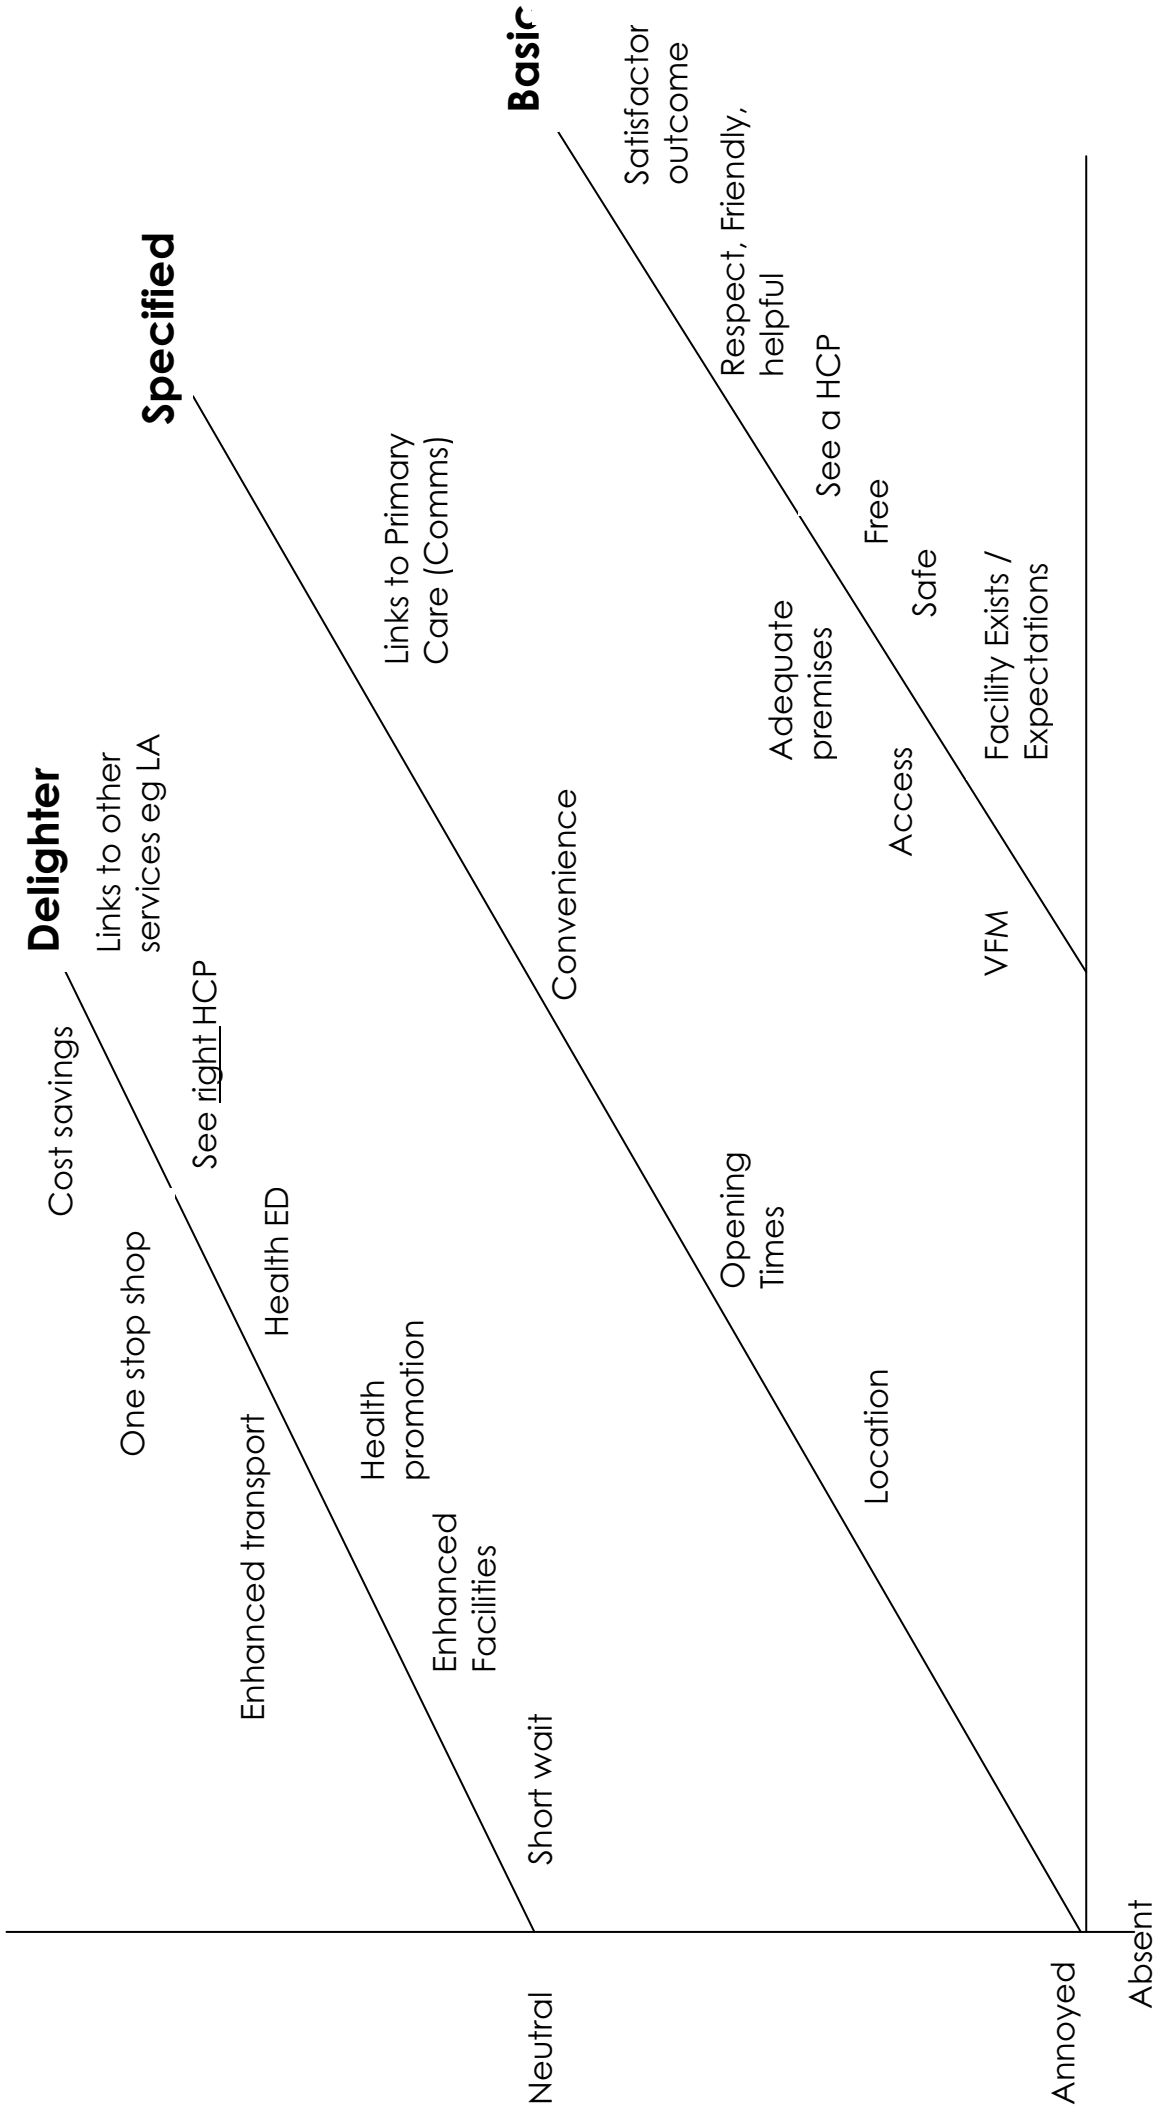 Delighter
Cost savings
Links to other
services eg LA
One stop shop
Specified
See right HCP
Enhanced transport
Health ED
Health
promotion
Links to Primary
Care (Comms)
Enhanced
Facilities
Basic
Neutral
Short wait
Convenience
Satisfactor
outcome
Opening
Times
Respect, Friendly,
helpful
Adequate
premises
See a HCP
Location
Free
Access
Safe
VFM
Facility Exists /
Expectations
Annoyed
Absent